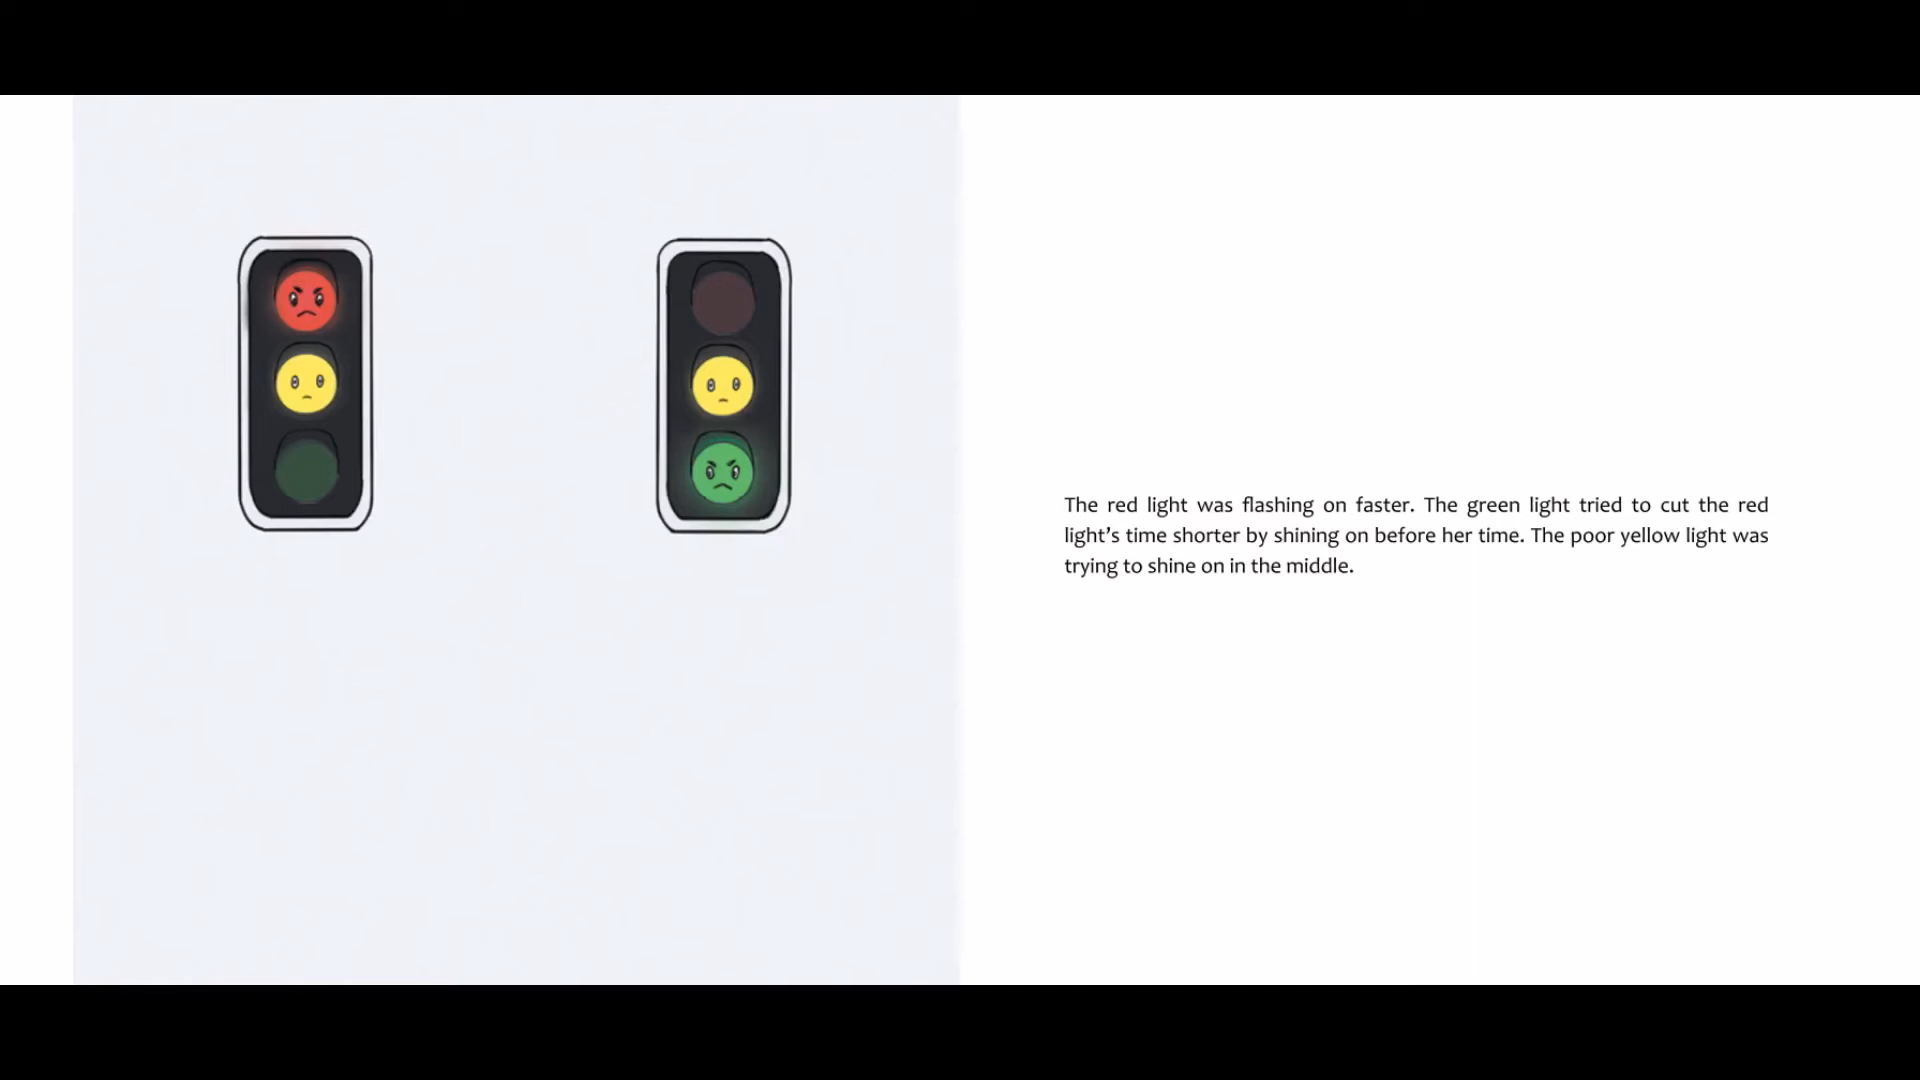 The red light was flashing on faster. The green light tried to cut the red
light’s time shorter by shining on before her time. The poor yellow light was
trying to shine on in the middle.